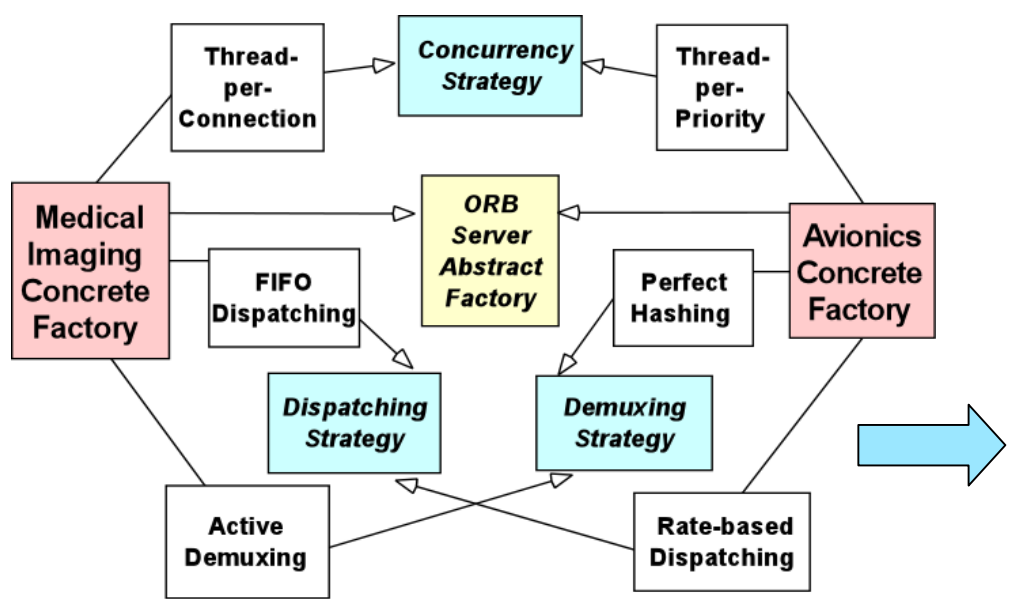 Thread-
per-
Connection
Concurrency
Strategy
Thread-
per-
Priority
Medical
Imaging
Concrete
Factory
ORB
Server
Abstract
Factory
Avionics
Concrete
Factory
FIFO
Dispatching
Perfect
Hashing
Dispatching
Strategy
Demuxing
Strategy
Active
Demuxing
Rate-based
Dispatching